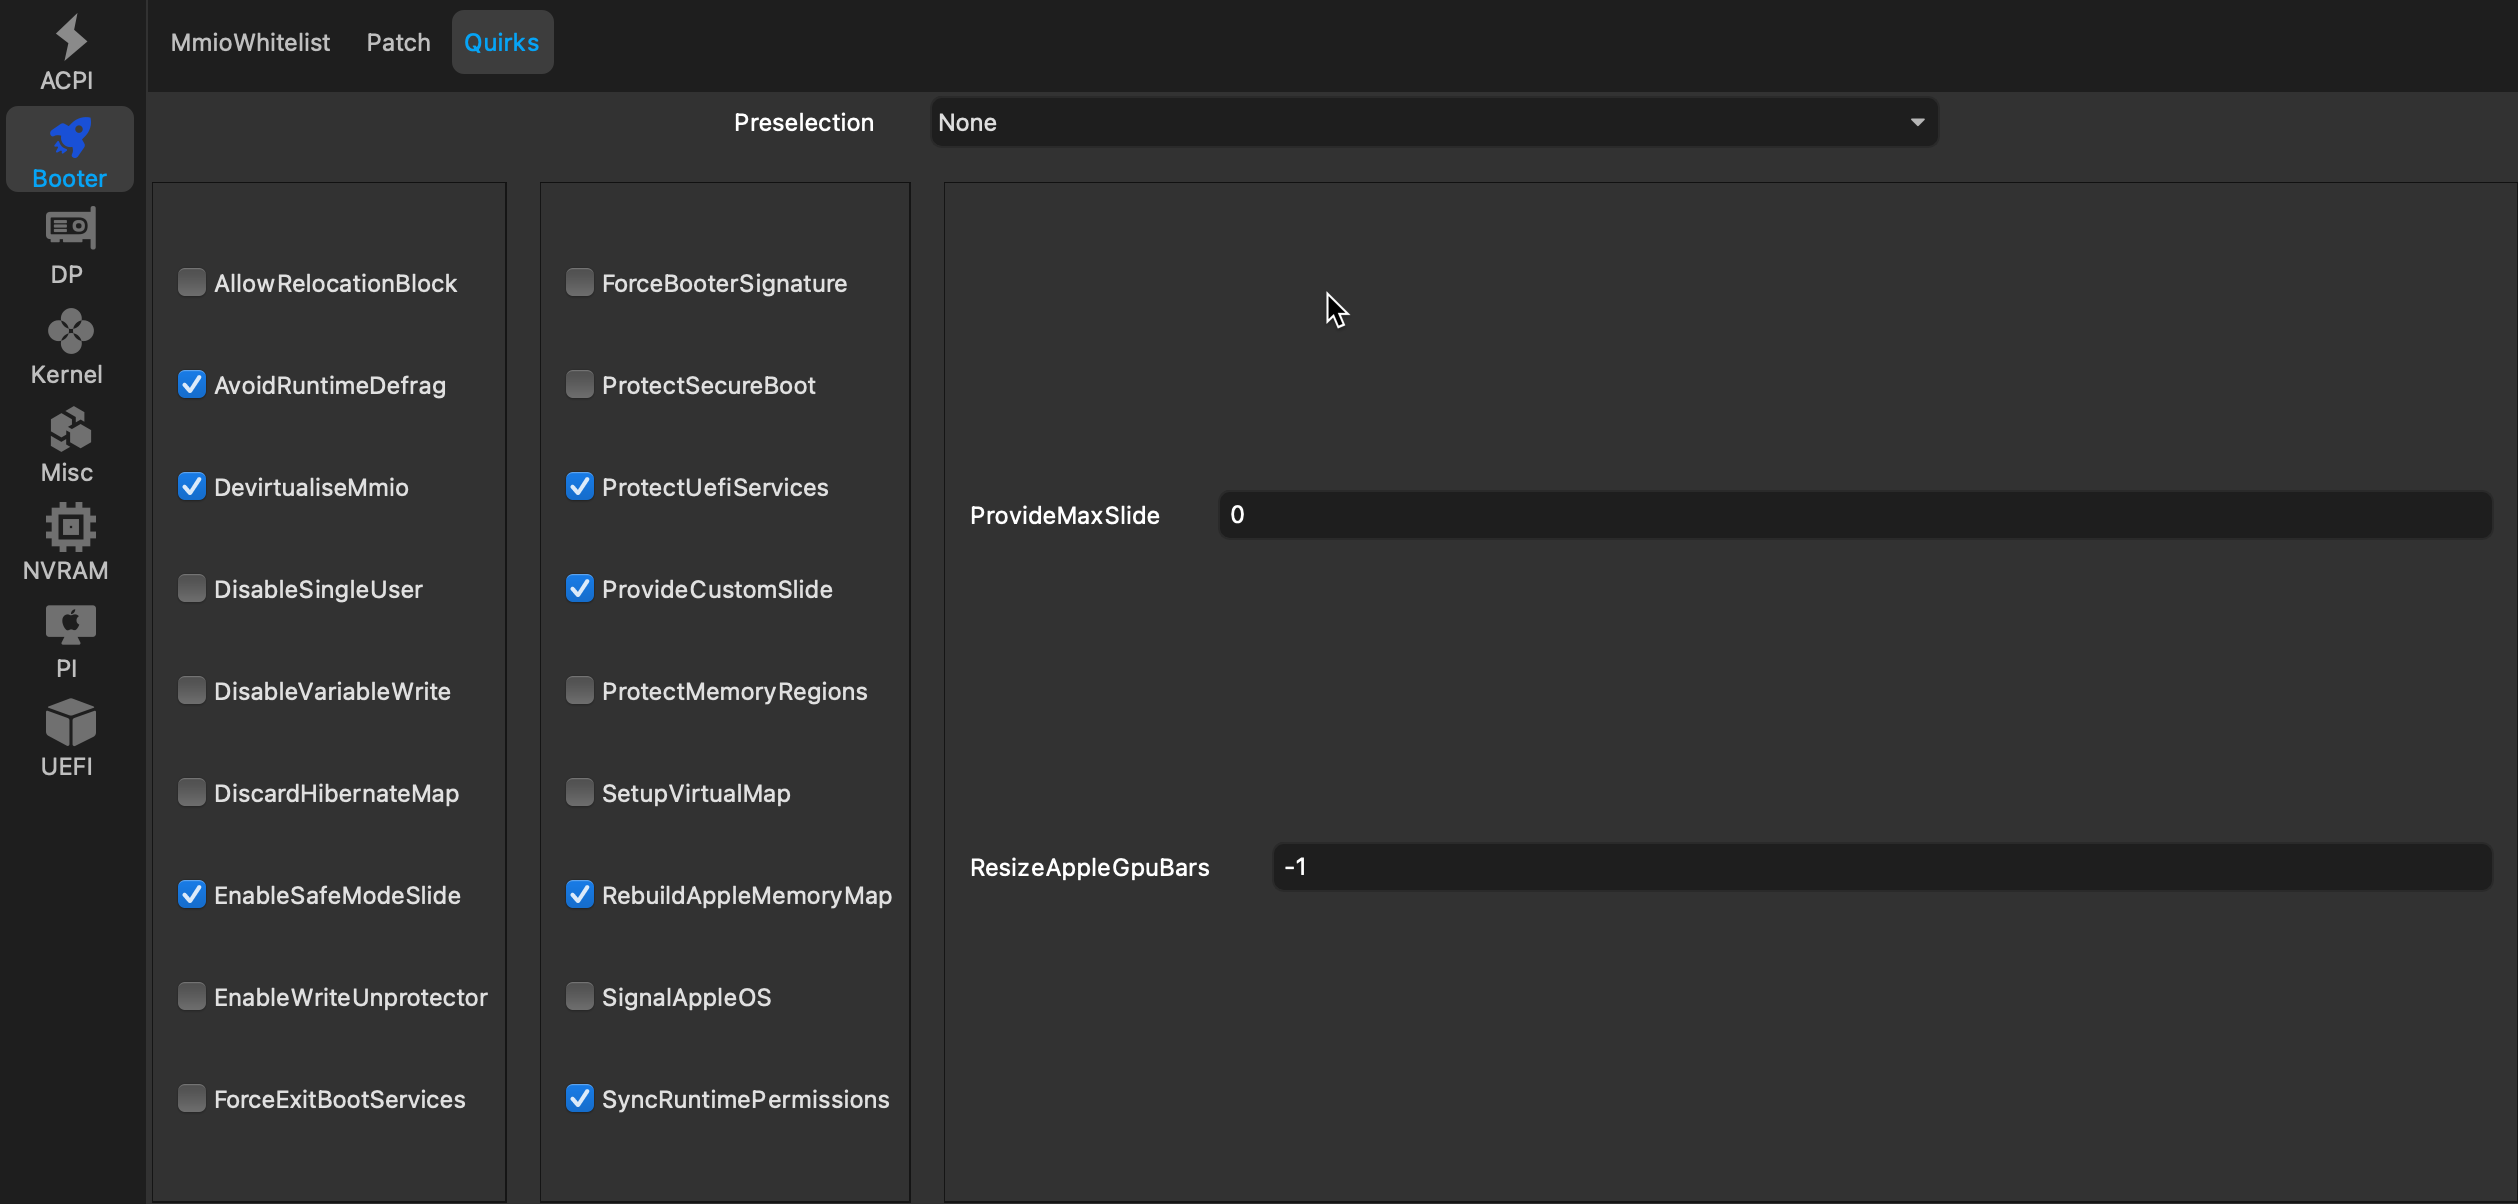 ACPI
Booter
DP
Kernel
Misc
NVRAM
PI
UEFI
MmioWhitelist
Patch
Quirks
Preselection
None
AllowRelocationBlock
AvoidRuntimeDefrag
DevirtualiseMmio
DisableSingleUser
DisableVariableWrite
DiscardHibernateMap
EnableSafeModeSlide
EnableWriteUnprotector
ForceExitBootServices
ForceBooterSignature
ProtectSecureBoot
ProtectUefiServices
ProvideCustomSlide
ProtectMemoryRegions
SetupVirtualMap
RebuildAppleMemoryMap
SignalAppleOS
SyncRuntimePermissions
ProvideMaxSlide
0
ResizeAppleGpuBars
-1